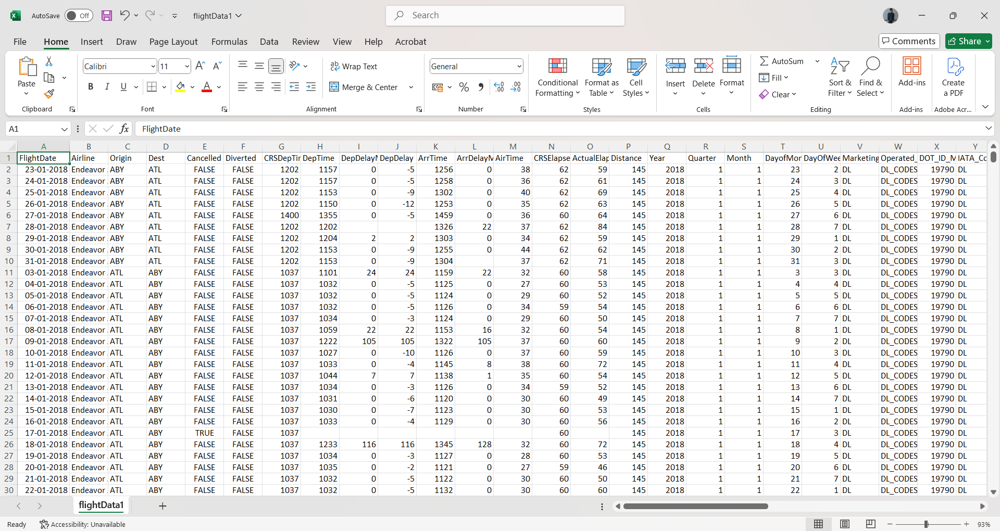 AutoSave Off flightData1 Search
File Home Insert Draw Page Layout Formulas Data Review View Help Acrobat Comments Share
Paste Calibri 11 Wrap Text General Conditional Formatting Format as Table Cell Styles Insert Delete Format AutoSum Sort & Filter Find & Select Add-ins Create a PDF
B I U A Merge & Center % Fill Clear
Clipboard Font Alignment Number Styles Cells Editing Add-ins Adobe Acr...
A1 fx FlightDate
A B C D E F G H I J K L M N O P Q R S T U V W X Y
1 FlightDate Airline Origin Dest Cancelled Diverted CRSDepTir DepTime DepDelayM DepDelay ArrTime ArrDelayM AirTime CRSElapse ActualElap Distance Year Quarter Month DayofMon DayOfWee Marketing Operated_ DOT_ID_M IATA_Co
2 23-01-2018 Endeavor ABY ATL FALSE FALSE 1202 1157 0 -5 1256 0 38 62 59 145 2018 1 1 23 2 DL DL_CODES 19790 DL
3 24-01-2018 Endeavor ABY ATL FALSE FALSE 1202 1157 0 -5 1258 0 36 62 61 145 2018 1 1 24 3 DL DL_CODES 19790 DL
4 25-01-2018 Endeavor ABY ATL FALSE FALSE 1202 1153 0 -9 1302 0 40 62 69 145 2018 1 1 25 4 DL DL_CODES 19790 DL
5 26-01-2018 Endeavor ABY ATL FALSE FALSE 1202 1150 0 -12 1253 0 35 62 63 145 2018 1 1 26 5 DL DL_CODES 19790 DL
6 27-01-2018 Endeavor ABY ATL FALSE FALSE 1400 1355 0 -5 1459 0 36 60 64 145 2018 1 1 27 6 DL DL_CODES 19790 DL
7 28-01-2018 Endeavor ABY ATL FALSE FALSE 1202 1202 1326 22 37 62 84 145 2018 1 1 28 7 DL DL_CODES 19790 DL
8 29-01-2018 Endeavor ABY ATL FALSE FALSE 1202 1204 2 2 1303 0 34 62 59 145 2018 1 1 29 1 DL DL_CODES 19790 DL
9 30-01-2018 Endeavor ABY ATL FALSE FALSE 1202 1153 0 -9 1255 0 44 62 62 145 2018 1 1 30 2 DL DL_CODES 19790 DL
10 31-01-2018 Endeavor ABY ATL FALSE FALSE 1202 1153 0 -9 1304 37 62 71 145 2018 1 1 31 3 DL DL_CODES 19790 DL
11 03-01-2018 Endeavor ATL ABY FALSE FALSE 1037 1101 24 24 1159 22 32 60 58 145 2018 1 1 3 3 DL DL_CODES 19790 DL
12 04-01-2018 Endeavor ATL ABY FALSE FALSE 1037 1032 0 -5 1125 0 27 60 53 145 2018 1 1 4 4 DL DL_CODES 19790 DL
13 05-01-2018 Endeavor ATL ABY FALSE FALSE 1037 1032 0 -5 1124 0 29 60 52 145 2018 1 1 5 5 DL DL_CODES 19790 DL
14 06-01-2018 Endeavor ATL ABY FALSE FALSE 1037 1032 0 -5 1126 0 34 59 54 145 2018 1 1 6 6 DL DL_CODES 19790 DL
15 07-01-2018 Endeavor ATL ABY FALSE FALSE 1037 1034 0 -3 1124 0 29 60 50 145 2018 1 1 7 7 DL DL_CODES 19790 DL
16 08-01-2018 Endeavor ATL ABY FALSE FALSE 1037 1059 22 22 1153 16 32 60 54 145 2018 1 1 8 1 DL DL_CODES 19790 DL
17 09-01-2018 Endeavor ATL ABY FALSE FALSE 1037 1222 105 105 1322 105 37 60 60 145 2018 1 1 9 2 DL DL_CODES 19790 DL
18 10-01-2018 Endeavor ATL ABY FALSE FALSE 1037 1027 0 -10 1126 0 37 60 59 145 2018 1 1 10 3 DL DL_CODES 19790 DL
19 11-01-2018 Endeavor ATL ABY FALSE FALSE 1037 1033 0 -4 1145 8 38 60 72 145 2018 1 1 11 4 DL DL_CODES 19790 DL
20 12-01-2018 Endeavor ATL ABY FALSE FALSE 1037 1044 7 7 1138 1 35 60 54 145 2018 1 1 12 5 DL DL_CODES 19790 DL
21 13-01-2018 Endeavor ATL ABY FALSE FALSE 1037 1034 0 -3 1126 0 34 59 52 145 2018 1 1 13 6 DL DL_CODES 19790 DL
22 14-01-2018 Endeavor ATL ABY FALSE FALSE 1037 1031 0 -6 1120 0 30 60 49 145 2018 1 1 14 7 DL DL_CODES 19790 DL
23 15-01-2018 Endeavor ATL ABY FALSE FALSE 1037 1030 0 -7 1123 0 30 60 53 145 2018 1 1 15 1 DL DL_CODES 19790 DL
24 16-01-2018 Endeavor ATL ABY FALSE FALSE 1037 1033 0 -4 1129 0 30 60 56 145 2018 1 1 16 2 DL DL_CODES 19790 DL
25 17-01-2018 Endeavor ATL ABY TRUE FALSE 1037 60 145 2018 1 1 17 3 DL DL_CODES 19790 DL
26 18-01-2018 Endeavor ATL ABY FALSE FALSE 1037 1233 116 116 1345 128 32 60 72 145 2018 1 1 18 4 DL DL_CODES 19790 DL
27 19-01-2018 Endeavor ATL ABY FALSE FALSE 1037 1034 0 -3 1127 0 28 60 53 145 2018 1 1 19 5 DL DL_CODES 19790 DL
28 20-01-2018 Endeavor ATL ABY FALSE FALSE 1037 1035 0 -2 1121 0 27 59 46 145 2018 1 1 20 6 DL DL_CODES 19790 DL
29 21-01-2018 Endeavor ATL ABY FALSE FALSE 1037 1032 0 -5 1122 0 30 60 50 145 2018 1 1 21 7 DL DL_CODES 19790 DL
30 22-01-2018 Endeavor ATL ABY FALSE FALSE 1037 1032 0 -5 1132 0 30 60 60 145 2018 1 1 22 1 DL DL_CODES 19790 DL
flightData1
Ready Accessibility: Unavailable 93%